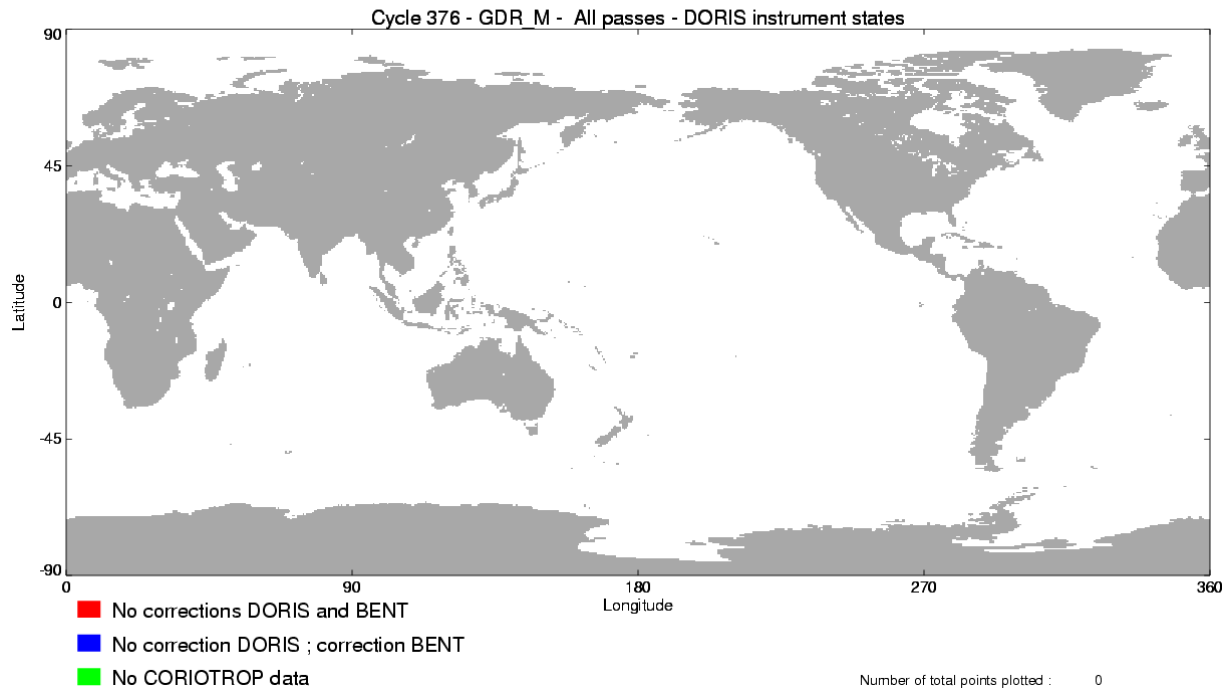 Cycle 376 - GDR_M - All passes - DORIS instrument states
90
45
0
-45
-90
Latitude
0 90 180 270 360
Longitude
No corrections DORIS and BENT
No correction DORIS ; correction BENT
No CORIOTROP data
Number of total points plotted : 0